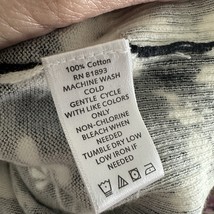 100% Cotton
RN 81893
MACHINE WASH
COLD
GENTLE CYCLE
WITH LIKE COLORS
ONLY
NON-CHLORINE
BLEACH WHEN
NEEDED
TUMBLE DRY LOW
LOW IRON IF
NEEDED